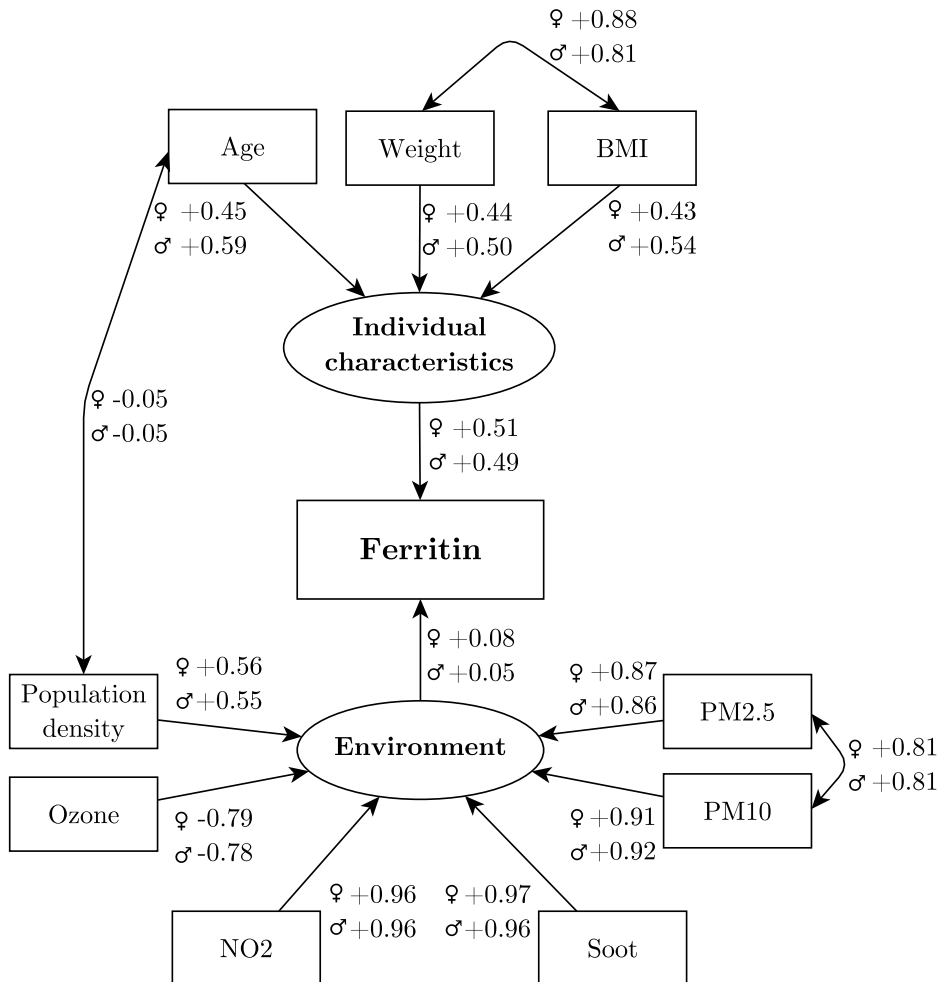 ♀ +0.88
♂ +0.81
Age
Weight
BMI
♀ +0.45
♂ +0.59
♀ +0.44
♂ +0.50
♀ +0.43
♂ +0.54
Individual
characteristics
♀ -0.05
♂ -0.05
♀ +0.51
♂ +0.49
Ferritin
♀ +0.08
♂ +0.05
Population
density
♀ +0.56
♂ +0.55
♀ +0.87
♂ +0.86
PM2.5
Environment
♀ +0.81
♂ +0.81
Ozone
♀ -0.79
♂ -0.78
♀ +0.91
♂ +0.92
PM10
♀ +0.96
♂ +0.96
♀ +0.97
♂ +0.96
NO2
Soot